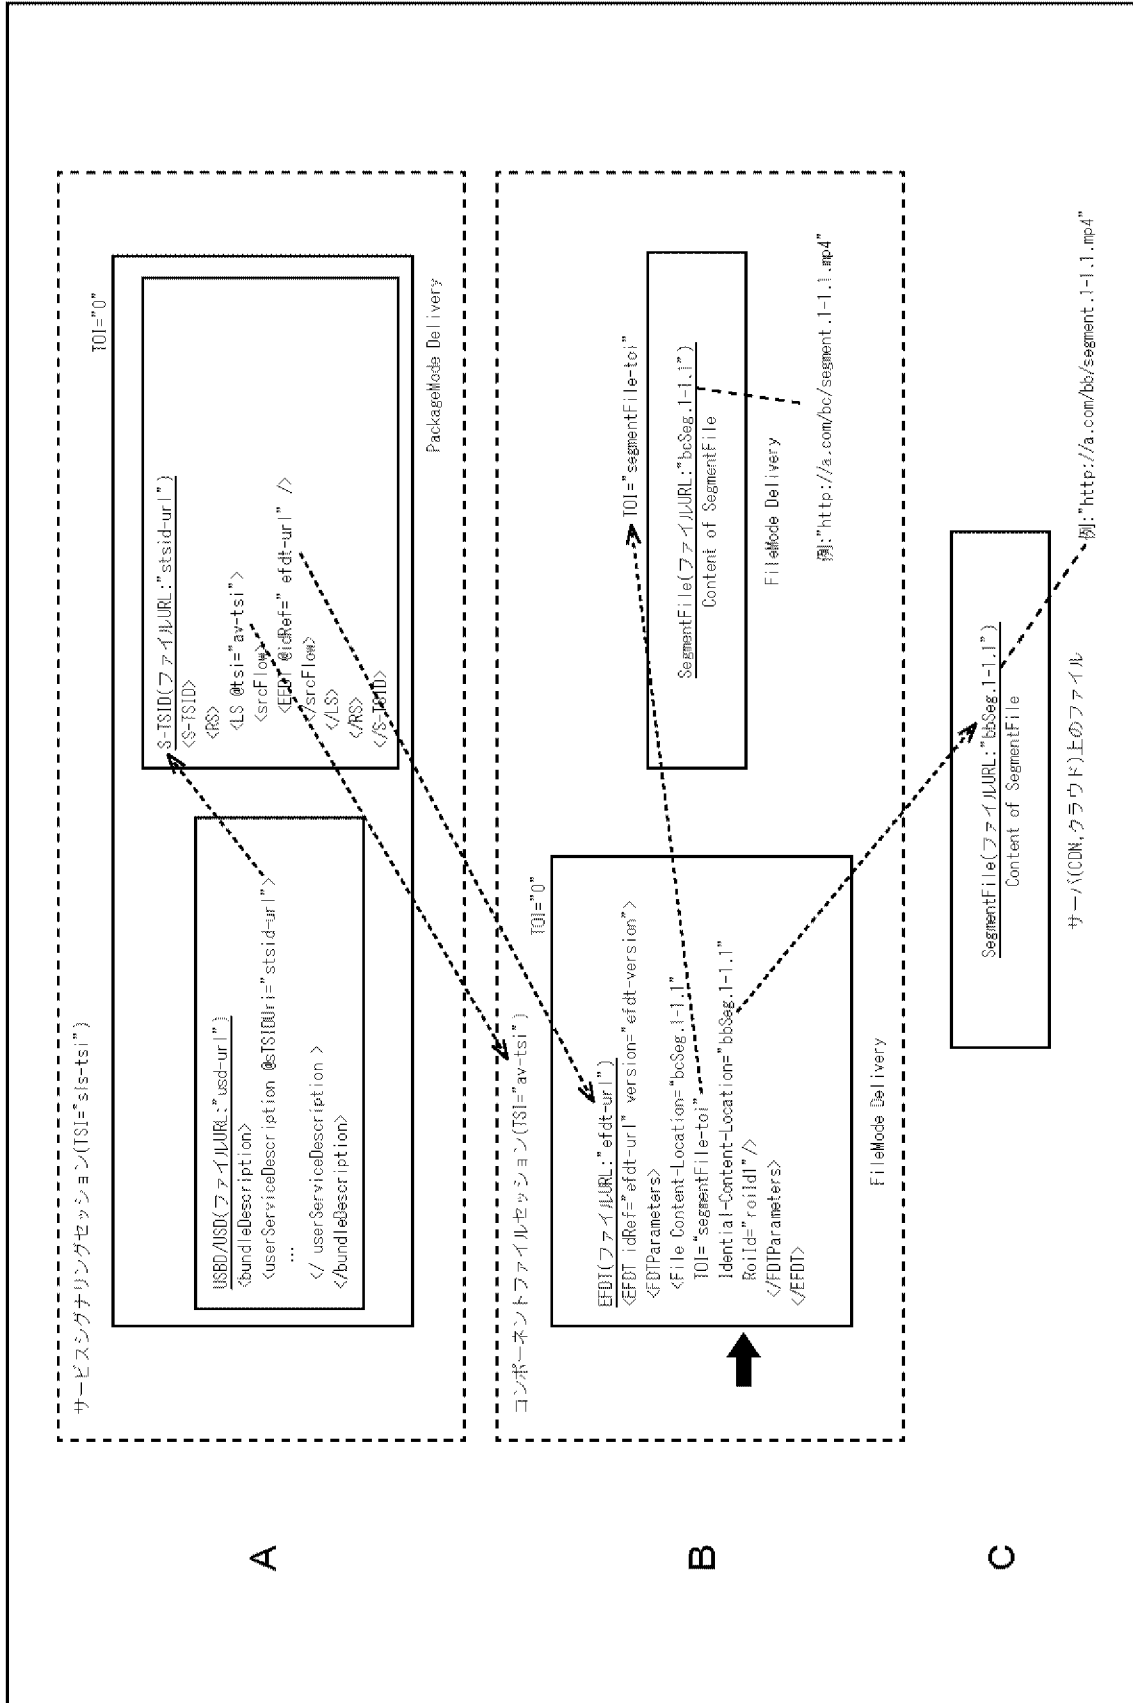 A
サービスシグナリングセッション(TSI="sls-tsi")
TOI="0"
USBD/USD(ファイルURL:"usd-url")
<bundleDescription>
<userServiceDescription @sTSIDUri="stsid-url">
...
</ userServiceDescription >
</bundleDescription>
S-TSID(ファイルURL:"stsid-url")
<S-TSID>
<RS>
<LS @tsi="av-tsi">
<srcFlow>
<EFDT @idRef=" efdt-url" />
</srcFlow>
</LS>
</RS>
</S-TSID>
PackageMode Delivery
B
コンポーネントファイルセッション(TSI="av-tsi")
TOI="0"
EFDT(ファイルURL:"efdt-url")
<EFDT idRef="efdt-url" version="efdt-version">
<FDTParameters>
<File Content-Location="bcSeg.1-1.1"
TOI="segmentFile-toi"
Idential-Content-Location="bbSeg.1-1.1"
RoiId="roiId1"/>
</FDTParameters>
</EFDT>
FileMode Delivery
TOI="segmentFile-toi"
SegmentFile(ファイルURL:"bcSeg.1-1.1")
Content of SegmentFile
FileMode Delivery
例:"http://a.com/bc/segment.1-1.1.mp4"
C
SegmentFile(ファイルURL:"bbSeg.1-1.1")
Content of SegmentFile
サーバ(CDN,クラウド)上のファイル
例:"http://a.com/bb/segment.1-1.1.mp4"